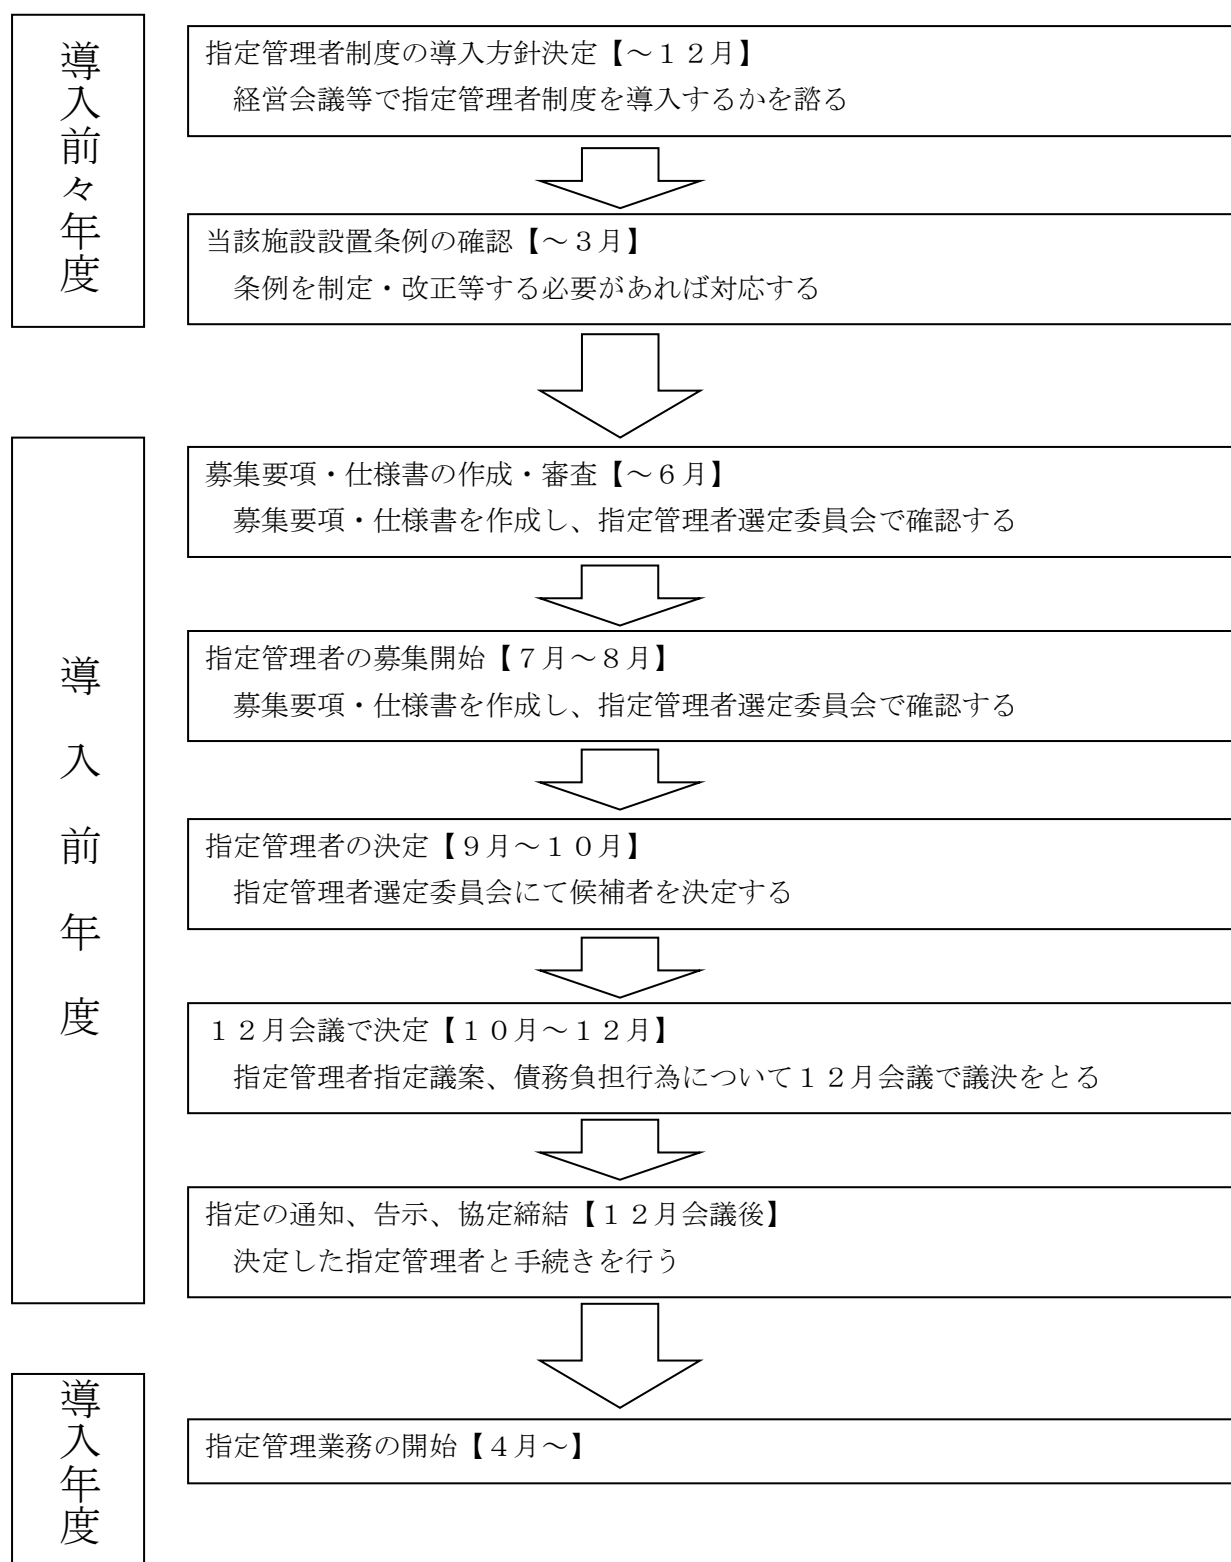 導入前々年度
指定管理者制度の導入方針決定【～１２月】
経営会議等で指定管理者制度を導入するかを諮る
当該施設設置条例の確認【～３月】
条例を制定・改正等する必要があれば対応する
導入前年度
募集要項・仕様書の作成・審査【～６月】
募集要項・仕様書を作成し、指定管理者選定委員会で確認する
指定管理者の募集開始【７月～８月】
募集要項・仕様書を作成し、指定管理者選定委員会で確認する
指定管理者の決定【９月～１０月】
指定管理者選定委員会にて候補者を決定する
１２月会議で決定【１０月～１２月】
指定管理者指定議案、債務負担行為について１２月会議で議決をとる
指定の通知、告示、協定締結【１２月会議後】
決定した指定管理者と手続きを行う
導入年度
指定管理業務の開始【４月～】